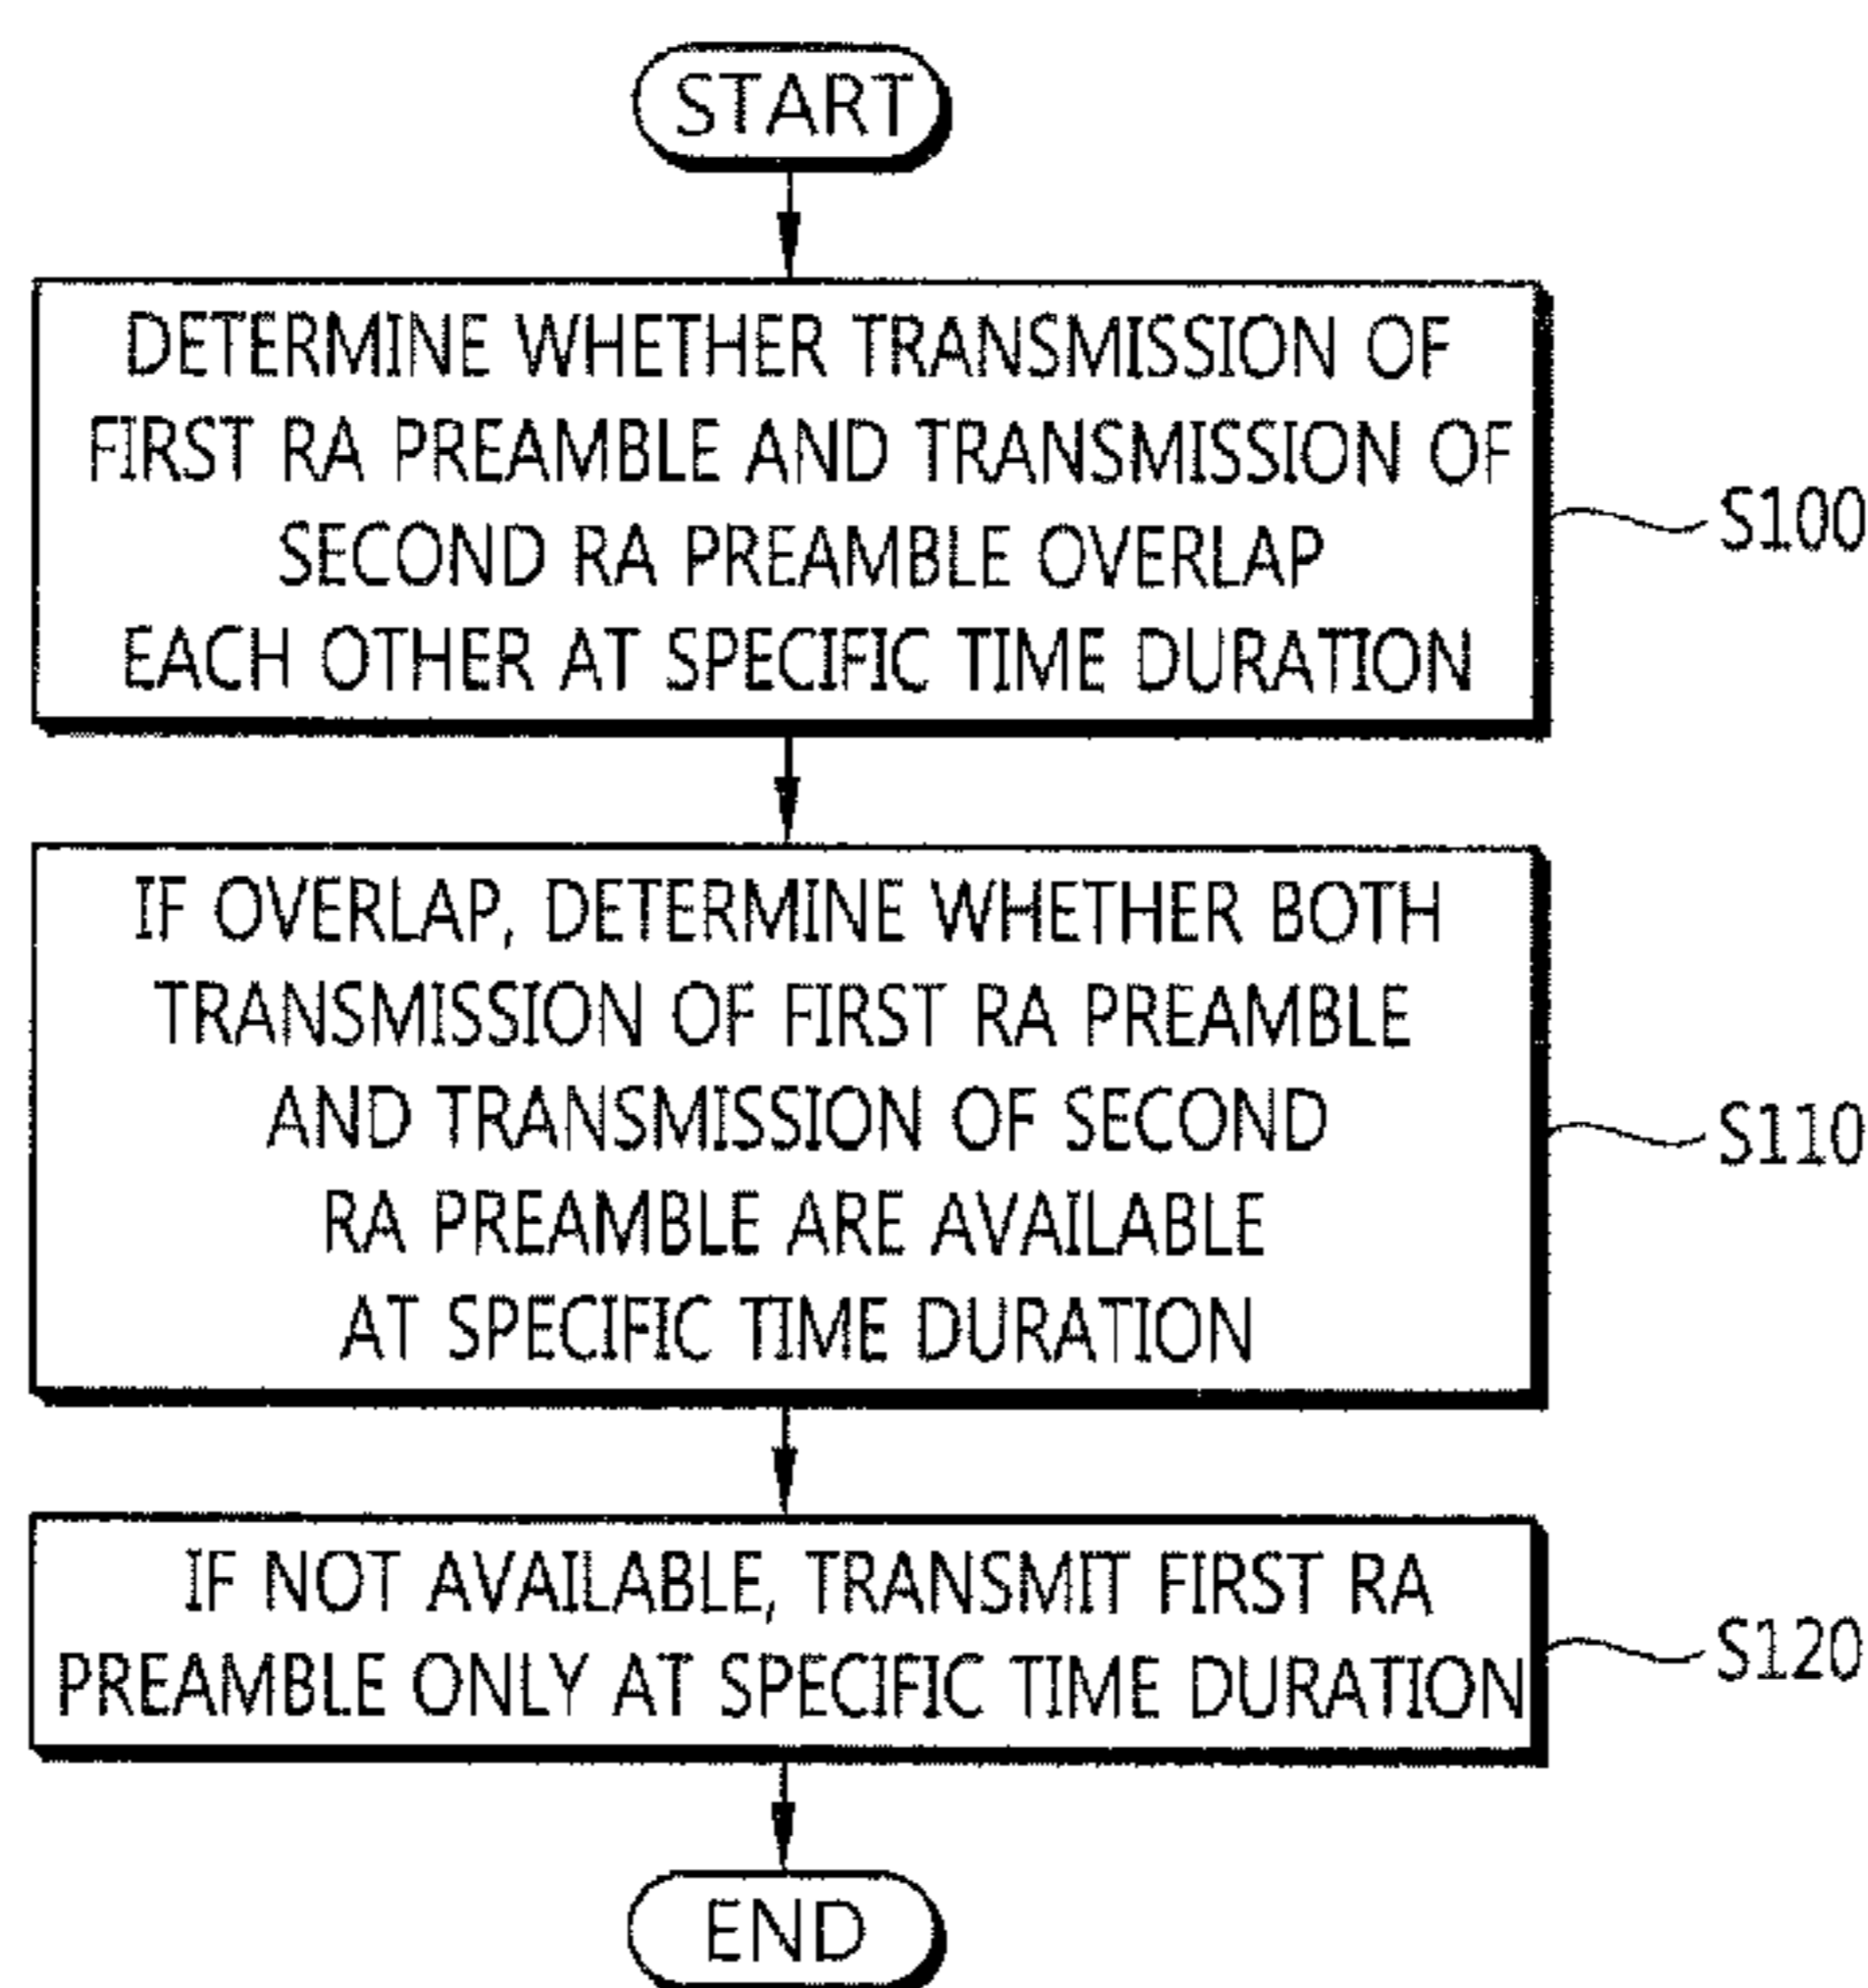 START
DETERMINE WHETHER TRANSMISSION OF
FIRST RA PREAMBLE AND TRANSMISSION OF
SECOND RA PREAMBLE OVERLAP
EACH OTHER AT SPECIFIC TIME DURATION
S100
IF OVERLAP, DETERMINE WHETHER BOTH
TRANSMISSION OF FIRST RA PREAMBLE
AND TRANSMISSION OF SECOND
RA PREAMBLE ARE AVAILABLE
AT SPECIFIC TIME DURATION
S110
IF NOT AVAILABLE, TRANSMIT FIRST RA
PREAMBLE ONLY AT SPECIFIC TIME DURATION
S120
END